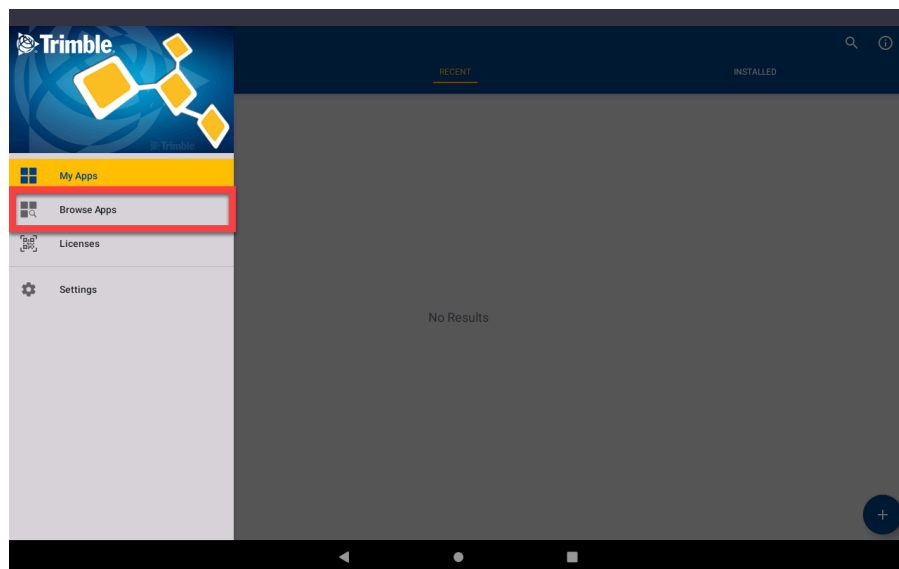 Trimble
RECENT
INSTALLED
Trimble
My Apps
Browse Apps
Licenses
Settings
No Results